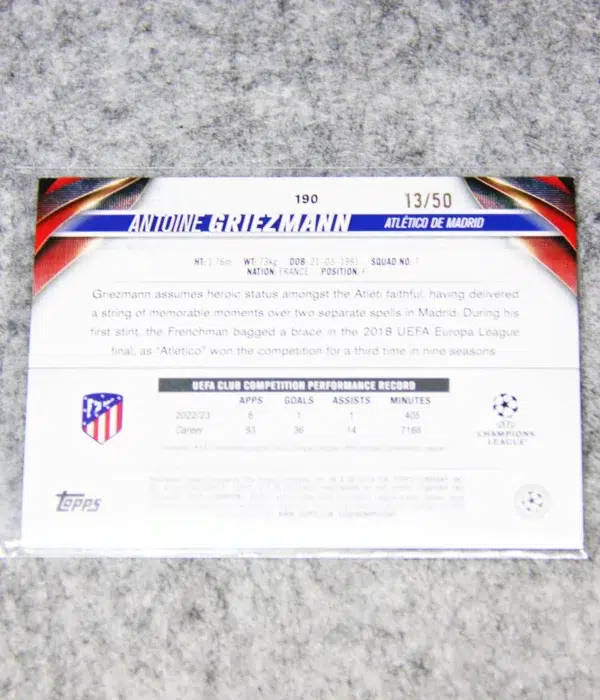 190
13/50
ANTOINE GRIEZMANN
ATLÉTICO DE MADRID
HT: 1.76m WT: 73kg DOB: 21-03-1991 SQUAD NO: 7
NATION: FRANCE POSITION: F
Griezmann assumes heroic status amongst the Atleti faithful, having delivered
a string of memorable moments over two separate spells in Madrid. During his
first stint, the Frenchman bagged a brace in the 2018 UEFA Europa League
final, as "Atlético" won the competition for a third time in nine seasons.
UEFA CLUB COMPETITION PERFORMANCE RECORD
APPS GOALS ASSISTS MINUTES
2022/23 6 1 1 405
Career 93 36 14 7168
UEFA
CHAMPIONS
LEAGUE
Topps